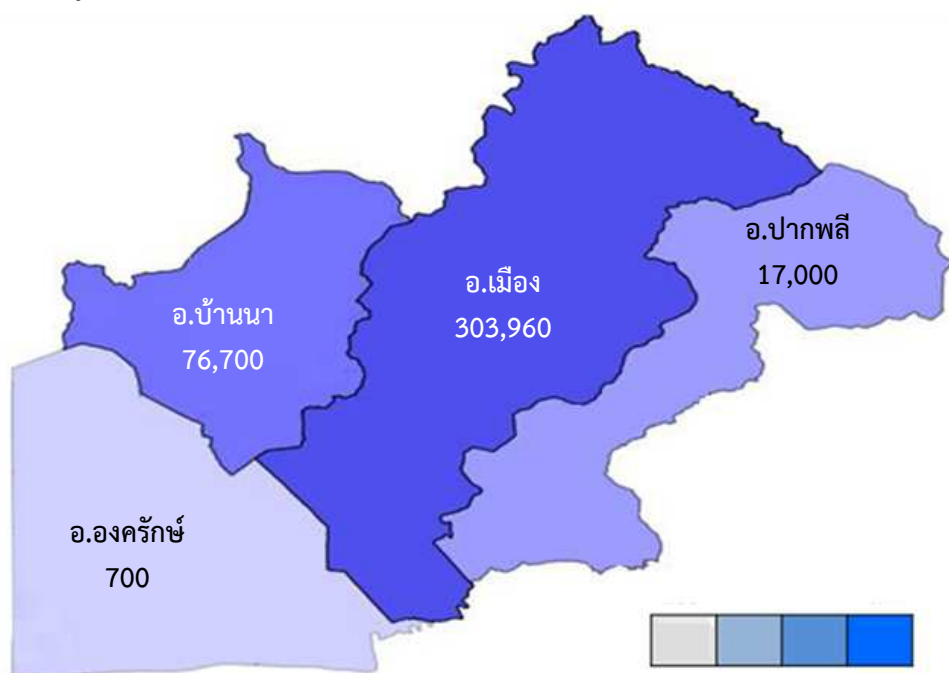 อ.ปากพลี
17,000
อ.เมือง
303,960
อ.บ้านนา
76,700
อ.องครักษ์
700